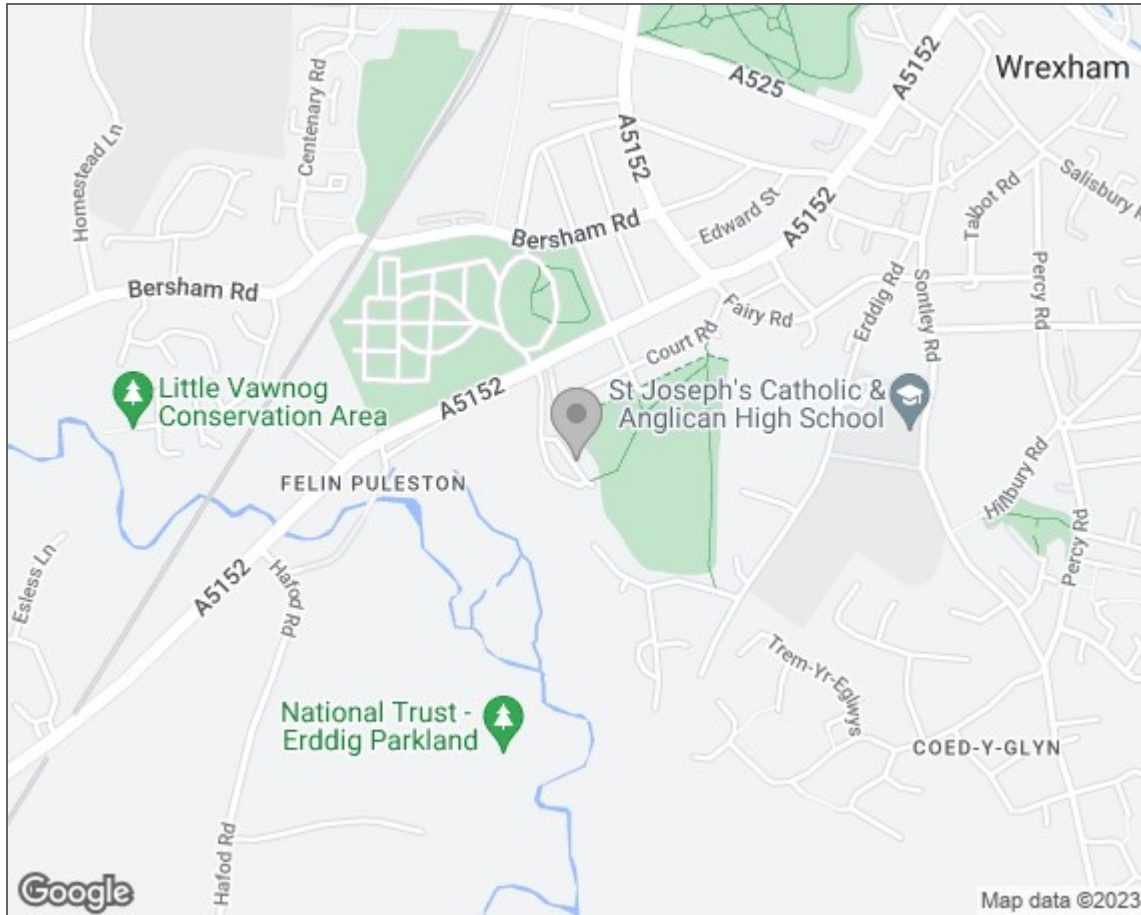 Wrexham
A5152
A525
Homestead Ln
Centenary Rd
A5152
Talbot Rd
Salisbury
Edward St
A5152
Bersham Rd
Percy Rd
Bersham Rd
Erddig Rd
Sontley Rd
Fairy Rd
Court Rd
Little Vawnog
Conservation Area
A5152
St Joseph's Catholic &
Anglican High School
FELIN PULESTON
Hillbury Rd
Esless Ln
A5152
Hafod Rd
Percy Rd
Trem-Yr-Eglwys
National Trust -
Erddig Parkland
COED-Y-GLYN
Hafod Rd
Google
Map data ©2023